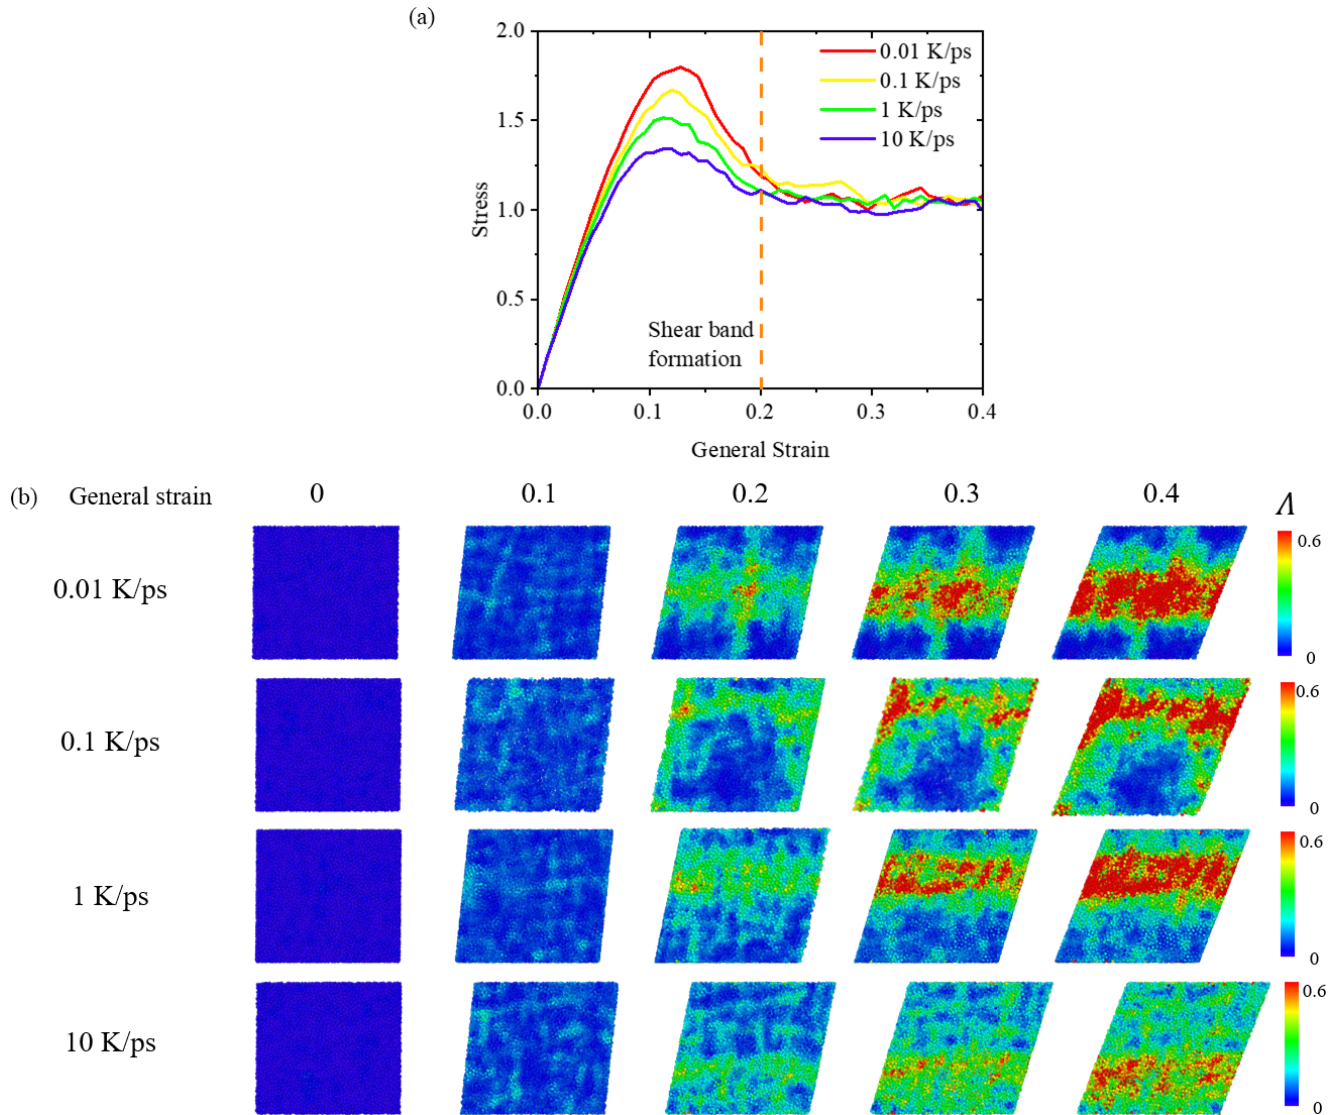 (a)
2.0
1.5
1.0
0.5
0.0
Stress
0.01 K/ps
0.1 K/ps
1 K/ps
10 K/ps
Shear band
formation
0.0 0.1 0.2 0.3 0.4
General Strain
(b) General strain 0 0.1 0.2 0.3 0.4 Λ
0.01 K/ps
0.6
0
0.1 K/ps
0.6
0
1 K/ps
0.6
0
10 K/ps
0.6
0